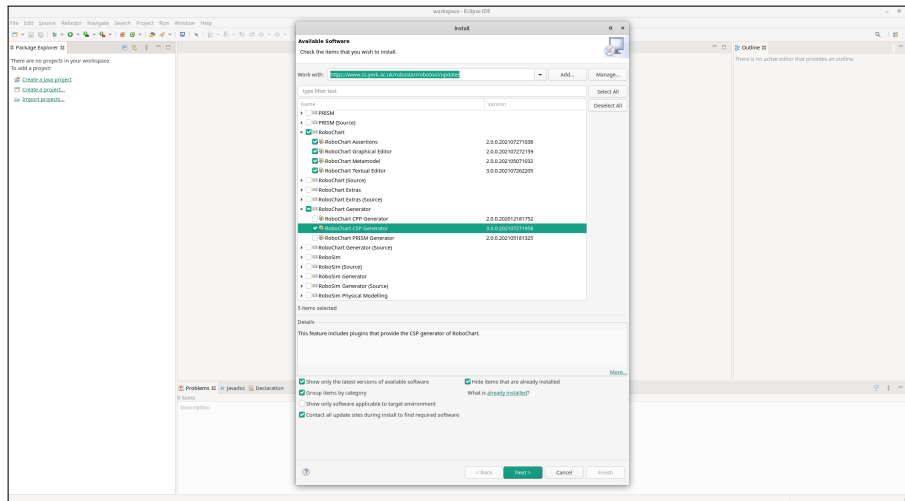 workspace - Eclipse IDE
File Edit Source Refactor Navigate Search Project Run Window Help
Package Explorer
There are no projects in your workspace.
To add a project:
Create a Java project
Create a project...
Import projects...
Install
Available Software
Check the items that you wish to install.
Work with: https://www.cs.york.ac.uk/robostar/robotool/update/
Add...
Manage...
type filter text
Select All
Deselect All
Name Version
PRISM
PRISM (Source)
RoboChart
RoboChart Assertions 2.0.0.202107271038
RoboChart Graphical Editor 2.0.0.202107272159
RoboChart Metamodel 2.0.0.202105071032
RoboChart Textual Editor 3.0.0.202107262205
RoboChart (Source)
RoboChart Extras
RoboChart Extras (Source)
RoboChart Generator
RoboChart CPP Generator 2.0.0.202012181752
RoboChart CSP Generator 3.0.0.202107271958
RoboChart PRISM Generator 2.0.0.202105181325
RoboChart Generator (Source)
RoboSim
RoboSim (Source)
RoboSim Generator
RoboSim Generator (Source)
RoboSim Physical Modelling
5 items selected
Details
This feature includes plugins that provide the CSP generator of RoboChart.
More...
Show only the latest versions of available software
Hide items that are already installed
Group items by category
What is already installed?
Show only software applicable to target environment
Contact all update sites during install to find required software
< Back
Next >
Cancel
Finish
Outline
There is no active editor that provides an outline.
Problems Javadoc Declaration
0 items
Description